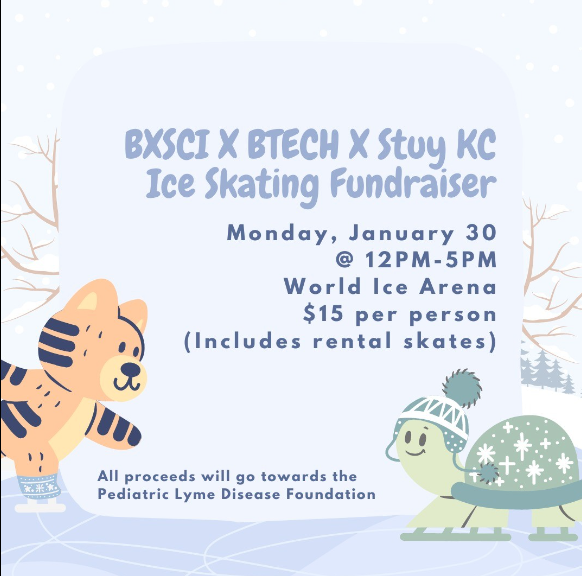 BXSCI X BTECH X Stuy KC
Ice Skating Fundraiser
Monday, January 30
@ 12PM-5PM
World Ice Arena
$15 per person
(Includes rental skates)
All proceeds will go towards the
Pediatric Lyme Disease Foundation